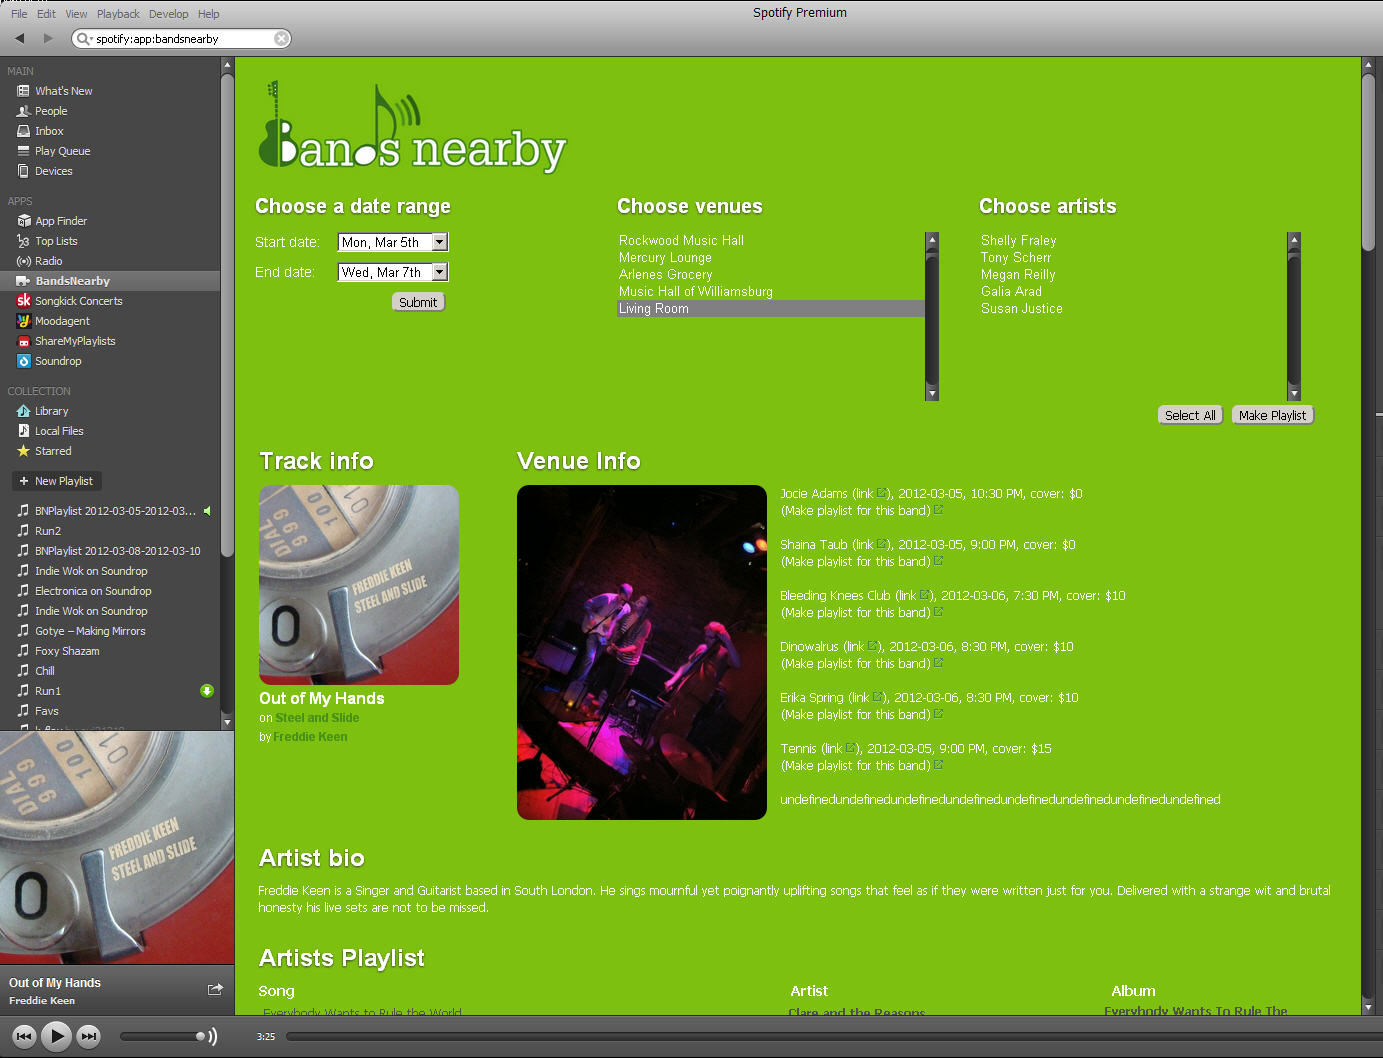 Spotify Premium
File Edit View Playback Develop Help
spotify:app:bandsnearby
MAIN
What's New
People
Inbox
Play Queue
Devices
APPS
App Finder
Top Lists
Radio
BandsNearby
Songkick Concerts
Moodagent
ShareMyPlaylists
Soundrop
COLLECTION
Library
Local Files
Starred
+ New Playlist
BNPlaylist 2012-03-05-2012-03...
Run2
BNPlaylist 2012-03-08-2012-03-10
Indie Wok on Soundrop
Electronica on Soundrop
Indie Wok on Soundrop
Gotye – Making Mirrors
Foxy Shazam
Chill
Run1
Favs
DIAL
100
99
0
FREDDIE KEEN
STEEL AND SLIDE
Out of My Hands
Freddie Keen
Bands nearby
Choose a date range
Start date: Mon, Mar 5th
End date: Wed, Mar 7th
Submit
Choose venues
Rockwood Music Hall
Mercury Lounge
Arlenes Grocery
Music Hall of Williamsburg
Living Room
Choose artists
Shelly Fraley
Tony Scherr
Megan Reilly
Galia Arad
Susan Justice
Select All Make Playlist
Track info
DIAL
100
99
0
FREDDIE KEEN
STEEL AND SLIDE
Out of My Hands
on Steel and Slide
by Freddie Keen
Venue Info
Jocie Adams (link), 2012-03-05, 10:30 PM, cover: $0
(Make playlist for this band)
Shaina Taub (link), 2012-03-05, 9:00 PM, cover: $0
(Make playlist for this band)
Bleeding Knees Club (link), 2012-03-06, 7:30 PM, cover: $10
(Make playlist for this band)
Dinowalrus (link), 2012-03-06, 8:30 PM, cover: $10
(Make playlist for this band)
Erika Spring (link), 2012-03-06, 8:30 PM, cover: $10
(Make playlist for this band)
Tennis (link), 2012-03-05, 9:00 PM, cover: $15
(Make playlist for this band)
undefinedundefinedundefinedundefinedundefinedundefinedundefinedundefined
Artist bio
Freddie Keen is a Singer and Guitarist based in South London. He sings mournful yet poignantly uplifting songs that feel as if they were written just for you. Delivered with a strange wit and brutal
honesty his live sets are not to be missed.
Artists Playlist
Song Artist Album
Everybody Wants to Rule the World Clare and the Reasons Everybody Wants To Rule The
3:25